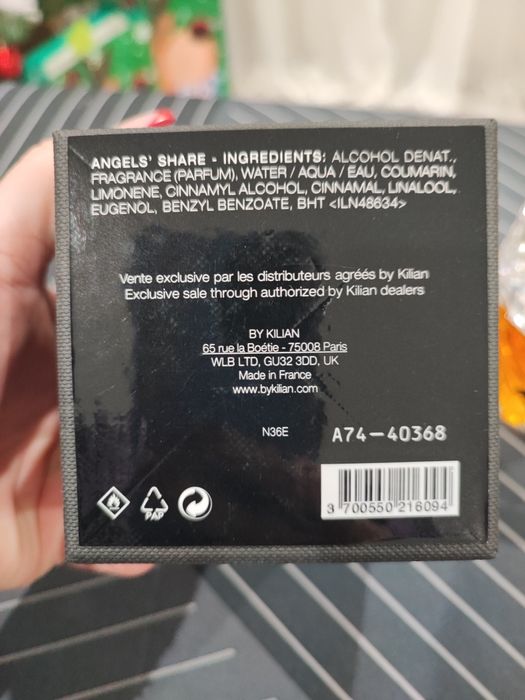 ANGELS' SHARE - INGREDIENTS: ALCOHOL DENAT.,
FRAGRANCE (PARFUM), WATER / AQUA / EAU, COUMARIN,
LIMONENE, CINNAMYL ALCOHOL, CINNAMAL, LINALOOL,
EUGENOL, BENZYL BENZOATE, BHT <ILN48634>
Vente exclusive par les distributeurs agréés by Kilian
Exclusive sale through authorized by Kilian dealers
BY KILIAN
65 rue la Boétie - 75008 Paris
WLB LTD, GU32 3DD, UK
Made in France
www.bykilian.com
N36E
A74-40368
PAP
3 700550 216094